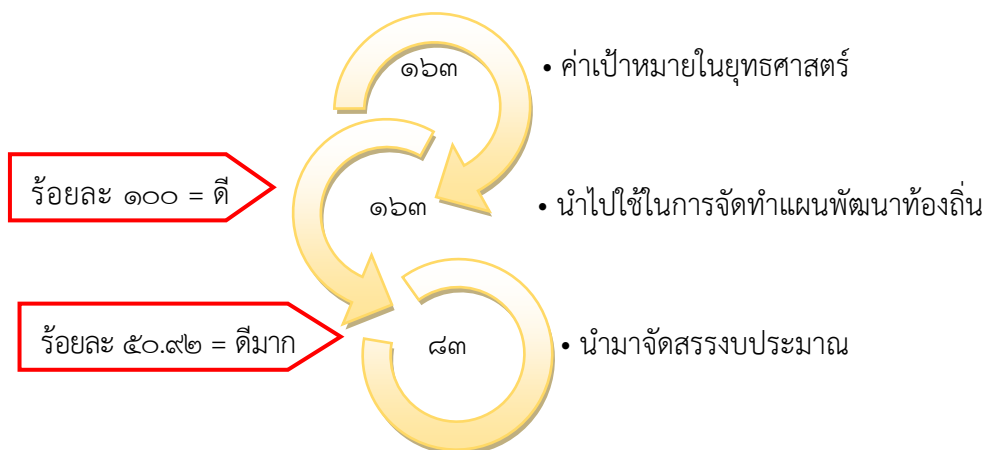 ๑๖๓
• ค่าเป้าหมายในยุทธศาสตร์
ร้อยละ ๑๐๐ = ดี
๑๖๓
• นำไปใช้ในการจัดทำแผนพัฒนาท้องถิ่น
ร้อยละ ๕๐.๙๒ = ดีมาก
๘๓
• นำมาจัดสรรงบประมาณ